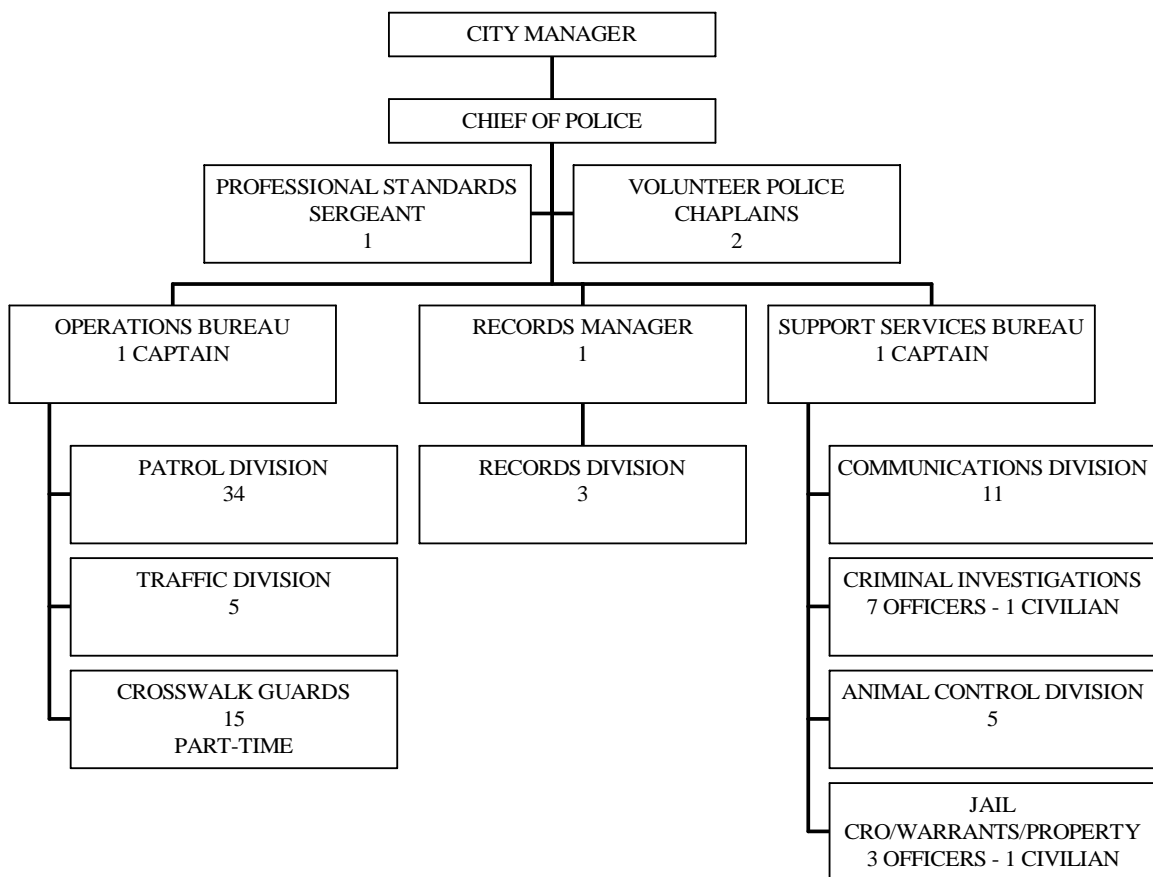 CITY MANAGER
CHIEF OF POLICE
PROFESSIONAL STANDARDS
SERGEANT
1
VOLUNTEER POLICE
CHAPLAINS
2
OPERATIONS BUREAU
1 CAPTAIN
RECORDS MANAGER
1
SUPPORT SERVICES BUREAU
1 CAPTAIN
PATROL DIVISION
34
RECORDS DIVISION
3
COMMUNICATIONS DIVISION
11
TRAFFIC DIVISION
5
CRIMINAL INVESTIGATIONS
7 OFFICERS - 1 CIVILIAN
CROSSWALK GUARDS
15
PART-TIME
ANIMAL CONTROL DIVISION
5
JAIL
CRO/WARRANTS/PROPERTY
3 OFFICERS - 1 CIVILIAN